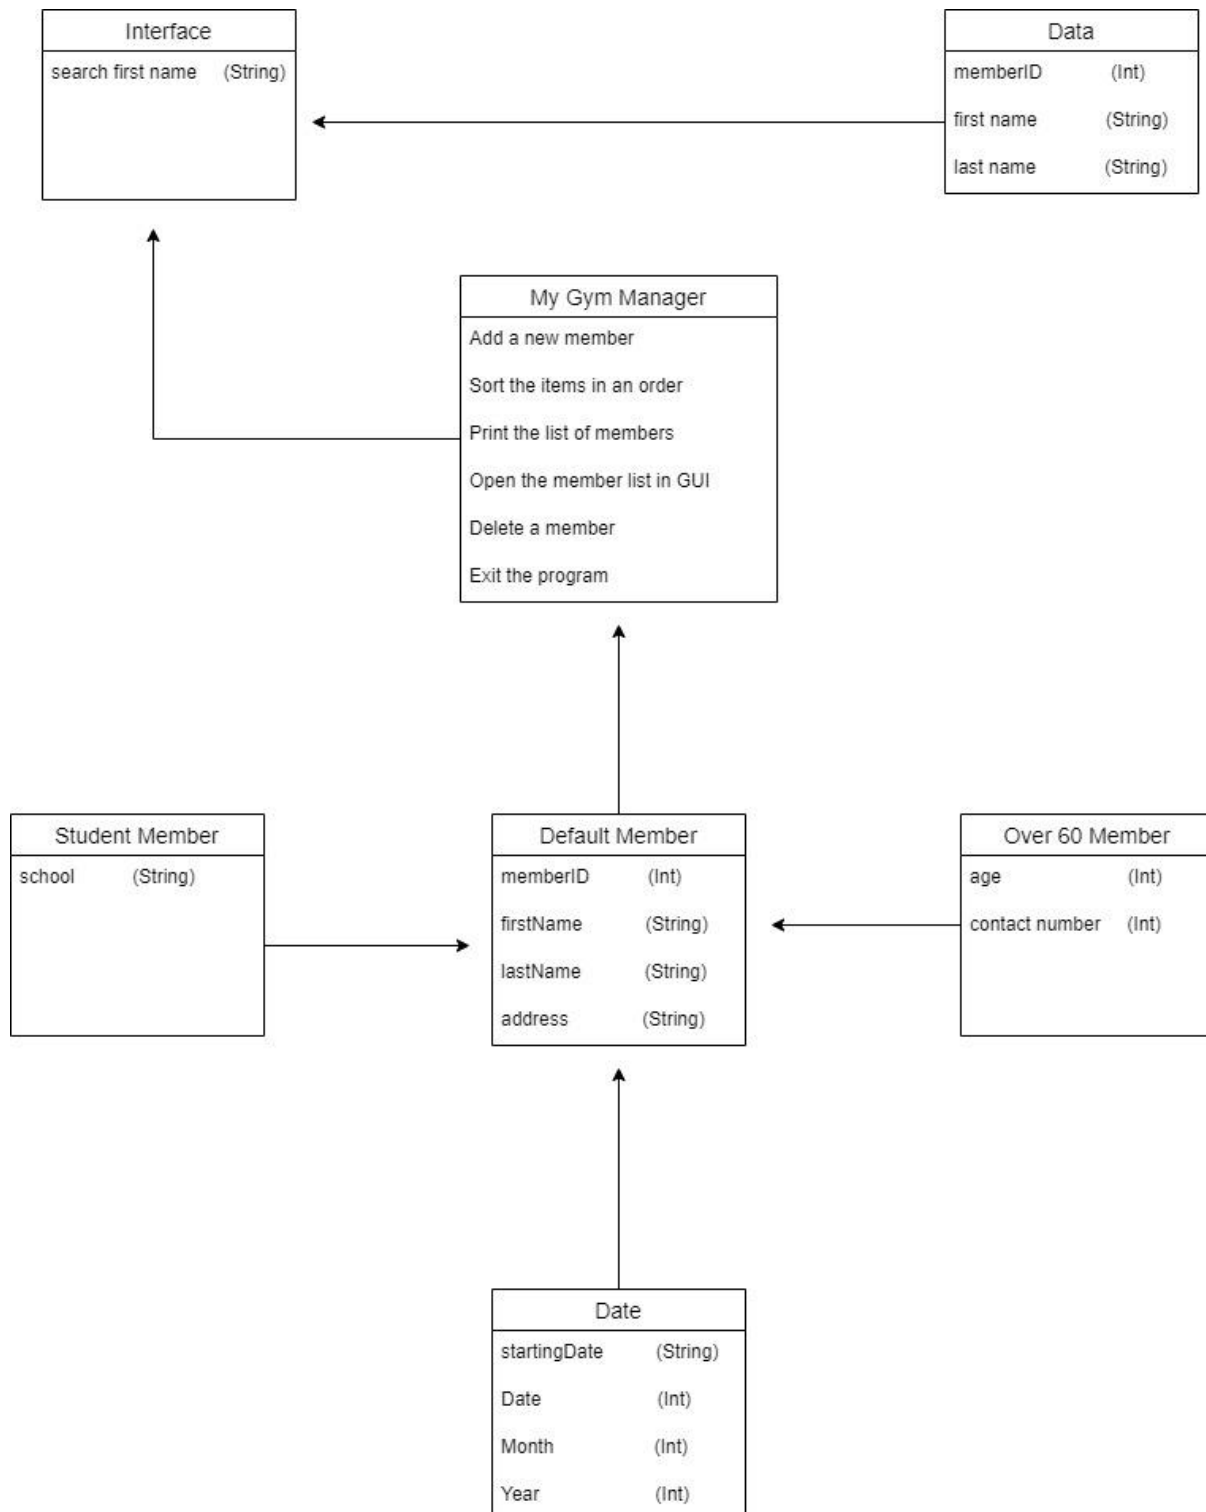 Interface
search first name (String)
Data
memberID (Int)
first name (String)
last name (String)
My Gym Manager
Add a new member
Sort the items in an order
Print the list of members
Open the member list in GUI
Delete a member
Exit the program
Student Member
school (String)
Default Member
memberID (Int)
firstName (String)
lastName (String)
address (String)
Over 60 Member
age (Int)
contact number (Int)
Date
startingDate (String)
Date (Int)
Month (Int)
Year (Int)